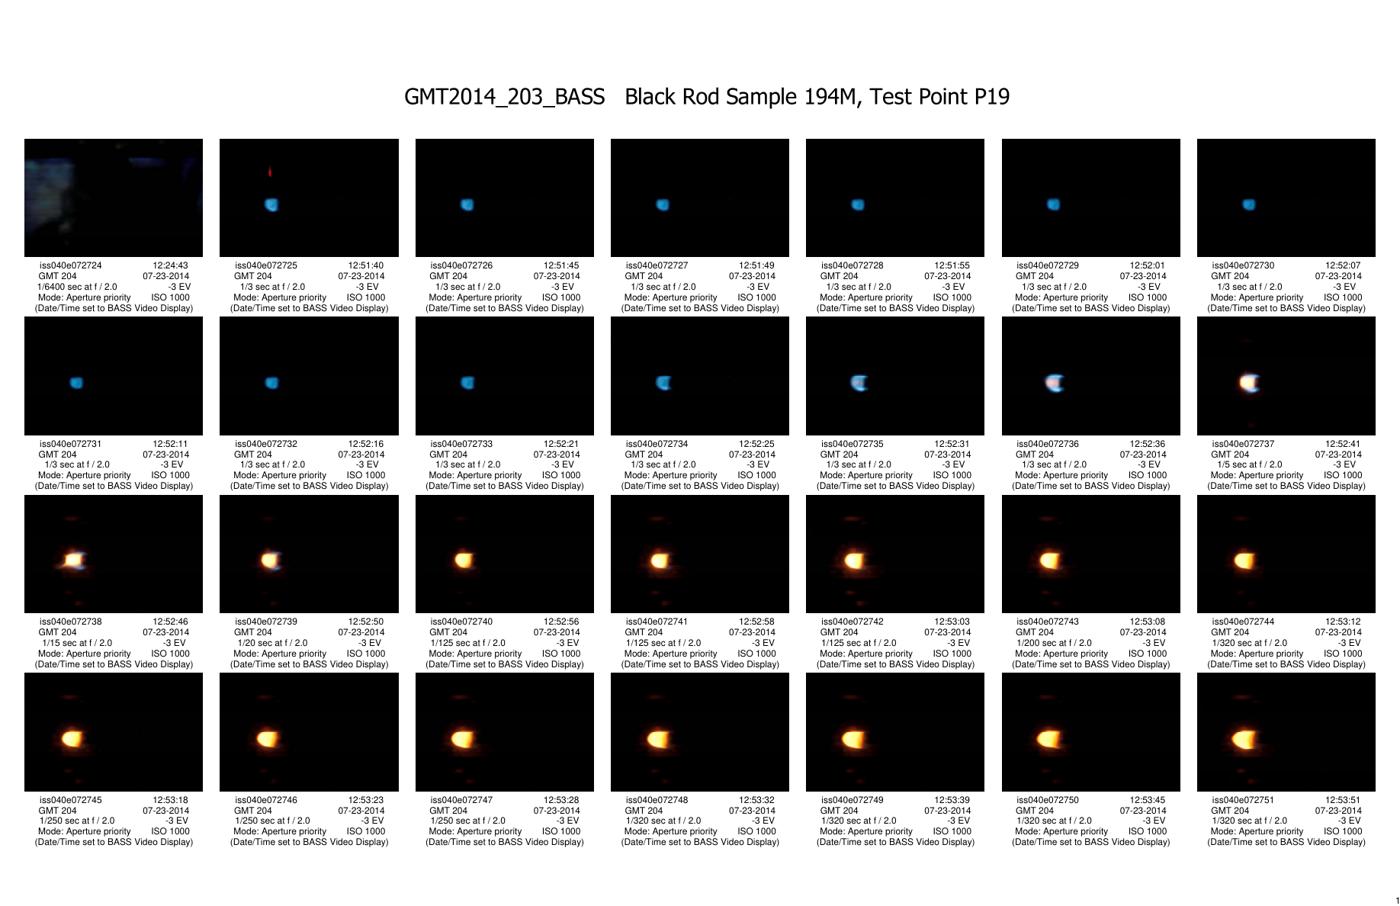 GMT2014_203_BASS   Black Rod Sample 194M, Test Point P19
iss040e072724 12:24:43
GMT 204 07-23-2014
1/6400 sec at f / 2.0 -3 EV
Mode: Aperture priority ISO 1000
(Date/Time set to BASS Video Display)
iss040e072725 12:51:40
GMT 204 07-23-2014
1/3 sec at f / 2.0 -3 EV
Mode: Aperture priority ISO 1000
(Date/Time set to BASS Video Display)
iss040e072726 12:51:45
GMT 204 07-23-2014
1/3 sec at f / 2.0 -3 EV
Mode: Aperture priority ISO 1000
(Date/Time set to BASS Video Display)
iss040e072727 12:51:49
GMT 204 07-23-2014
1/3 sec at f / 2.0 -3 EV
Mode: Aperture priority ISO 1000
(Date/Time set to BASS Video Display)
iss040e072728 12:51:55
GMT 204 07-23-2014
1/3 sec at f / 2.0 -3 EV
Mode: Aperture priority ISO 1000
(Date/Time set to BASS Video Display)
iss040e072729 12:52:01
GMT 204 07-23-2014
1/3 sec at f / 2.0 -3 EV
Mode: Aperture priority ISO 1000
(Date/Time set to BASS Video Display)
iss040e072730 12:52:07
GMT 204 07-23-2014
1/3 sec at f / 2.0 -3 EV
Mode: Aperture priority ISO 1000
(Date/Time set to BASS Video Display)
iss040e072731 12:52:11
GMT 204 07-23-2014
1/3 sec at f / 2.0 -3 EV
Mode: Aperture priority ISO 1000
(Date/Time set to BASS Video Display)
iss040e072732 12:52:16
GMT 204 07-23-2014
1/3 sec at f / 2.0 -3 EV
Mode: Aperture priority ISO 1000
(Date/Time set to BASS Video Display)
iss040e072733 12:52:21
GMT 204 07-23-2014
1/3 sec at f / 2.0 -3 EV
Mode: Aperture priority ISO 1000
(Date/Time set to BASS Video Display)
iss040e072734 12:52:25
GMT 204 07-23-2014
1/3 sec at f / 2.0 -3 EV
Mode: Aperture priority ISO 1000
(Date/Time set to BASS Video Display)
iss040e072735 12:52:31
GMT 204 07-23-2014
1/3 sec at f / 2.0 -3 EV
Mode: Aperture priority ISO 1000
(Date/Time set to BASS Video Display)
iss040e072736 12:52:36
GMT 204 07-23-2014
1/3 sec at f / 2.0 -3 EV
Mode: Aperture priority ISO 1000
(Date/Time set to BASS Video Display)
iss040e072737 12:52:41
GMT 204 07-23-2014
1/5 sec at f / 2.0 -3 EV
Mode: Aperture priority ISO 1000
(Date/Time set to BASS Video Display)
iss040e072738 12:52:46
GMT 204 07-23-2014
1/15 sec at f / 2.0 -3 EV
Mode: Aperture priority ISO 1000
(Date/Time set to BASS Video Display)
iss040e072739 12:52:50
GMT 204 07-23-2014
1/20 sec at f / 2.0 -3 EV
Mode: Aperture priority ISO 1000
(Date/Time set to BASS Video Display)
iss040e072740 12:52:56
GMT 204 07-23-2014
1/125 sec at f / 2.0 -3 EV
Mode: Aperture priority ISO 1000
(Date/Time set to BASS Video Display)
iss040e072741 12:52:58
GMT 204 07-23-2014
1/125 sec at f / 2.0 -3 EV
Mode: Aperture priority ISO 1000
(Date/Time set to BASS Video Display)
iss040e072742 12:53:03
GMT 204 07-23-2014
1/125 sec at f / 2.0 -3 EV
Mode: Aperture priority ISO 1000
(Date/Time set to BASS Video Display)
iss040e072743 12:53:08
GMT 204 07-23-2014
1/200 sec at f / 2.0 -3 EV
Mode: Aperture priority ISO 1000
(Date/Time set to BASS Video Display)
iss040e072744 12:53:12
GMT 204 07-23-2014
1/320 sec at f / 2.0 -3 EV
Mode: Aperture priority ISO 1000
(Date/Time set to BASS Video Display)
iss040e072745 12:53:18
GMT 204 07-23-2014
1/250 sec at f / 2.0 -3 EV
Mode: Aperture priority ISO 1000
(Date/Time set to BASS Video Display)
iss040e072746 12:53:23
GMT 204 07-23-2014
1/250 sec at f / 2.0 -3 EV
Mode: Aperture priority ISO 1000
(Date/Time set to BASS Video Display)
iss040e072747 12:53:28
GMT 204 07-23-2014
1/250 sec at f / 2.0 -3 EV
Mode: Aperture priority ISO 1000
(Date/Time set to BASS Video Display)
iss040e072748 12:53:32
GMT 204 07-23-2014
1/320 sec at f / 2.0 -3 EV
Mode: Aperture priority ISO 1000
(Date/Time set to BASS Video Display)
iss040e072749 12:53:39
GMT 204 07-23-2014
1/320 sec at f / 2.0 -3 EV
Mode: Aperture priority ISO 1000
(Date/Time set to BASS Video Display)
iss040e072750 12:53:45
GMT 204 07-23-2014
1/320 sec at f / 2.0 -3 EV
Mode: Aperture priority ISO 1000
(Date/Time set to BASS Video Display)
iss040e072751 12:53:51
GMT 204 07-23-2014
1/320 sec at f / 2.0 -3 EV
Mode: Aperture priority ISO 1000
(Date/Time set to BASS Video Display)